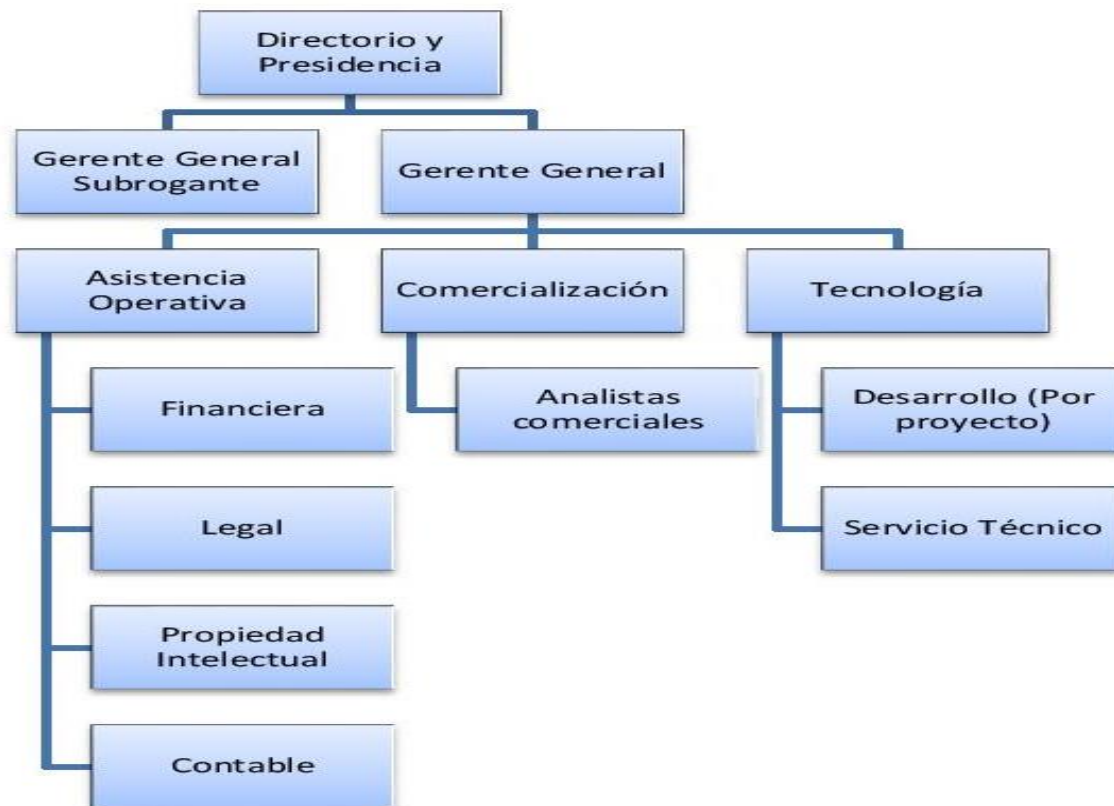 Directorio y
Presidencia
Gerente General
Subrogante
Gerente General
Asistencia
Operativa
Comercialización
Tecnología
Financiera
Analistas
comerciales
Desarrollo (Por
proyecto)
Legal
Servicio Técnico
Propiedad
Intelectual
Contable